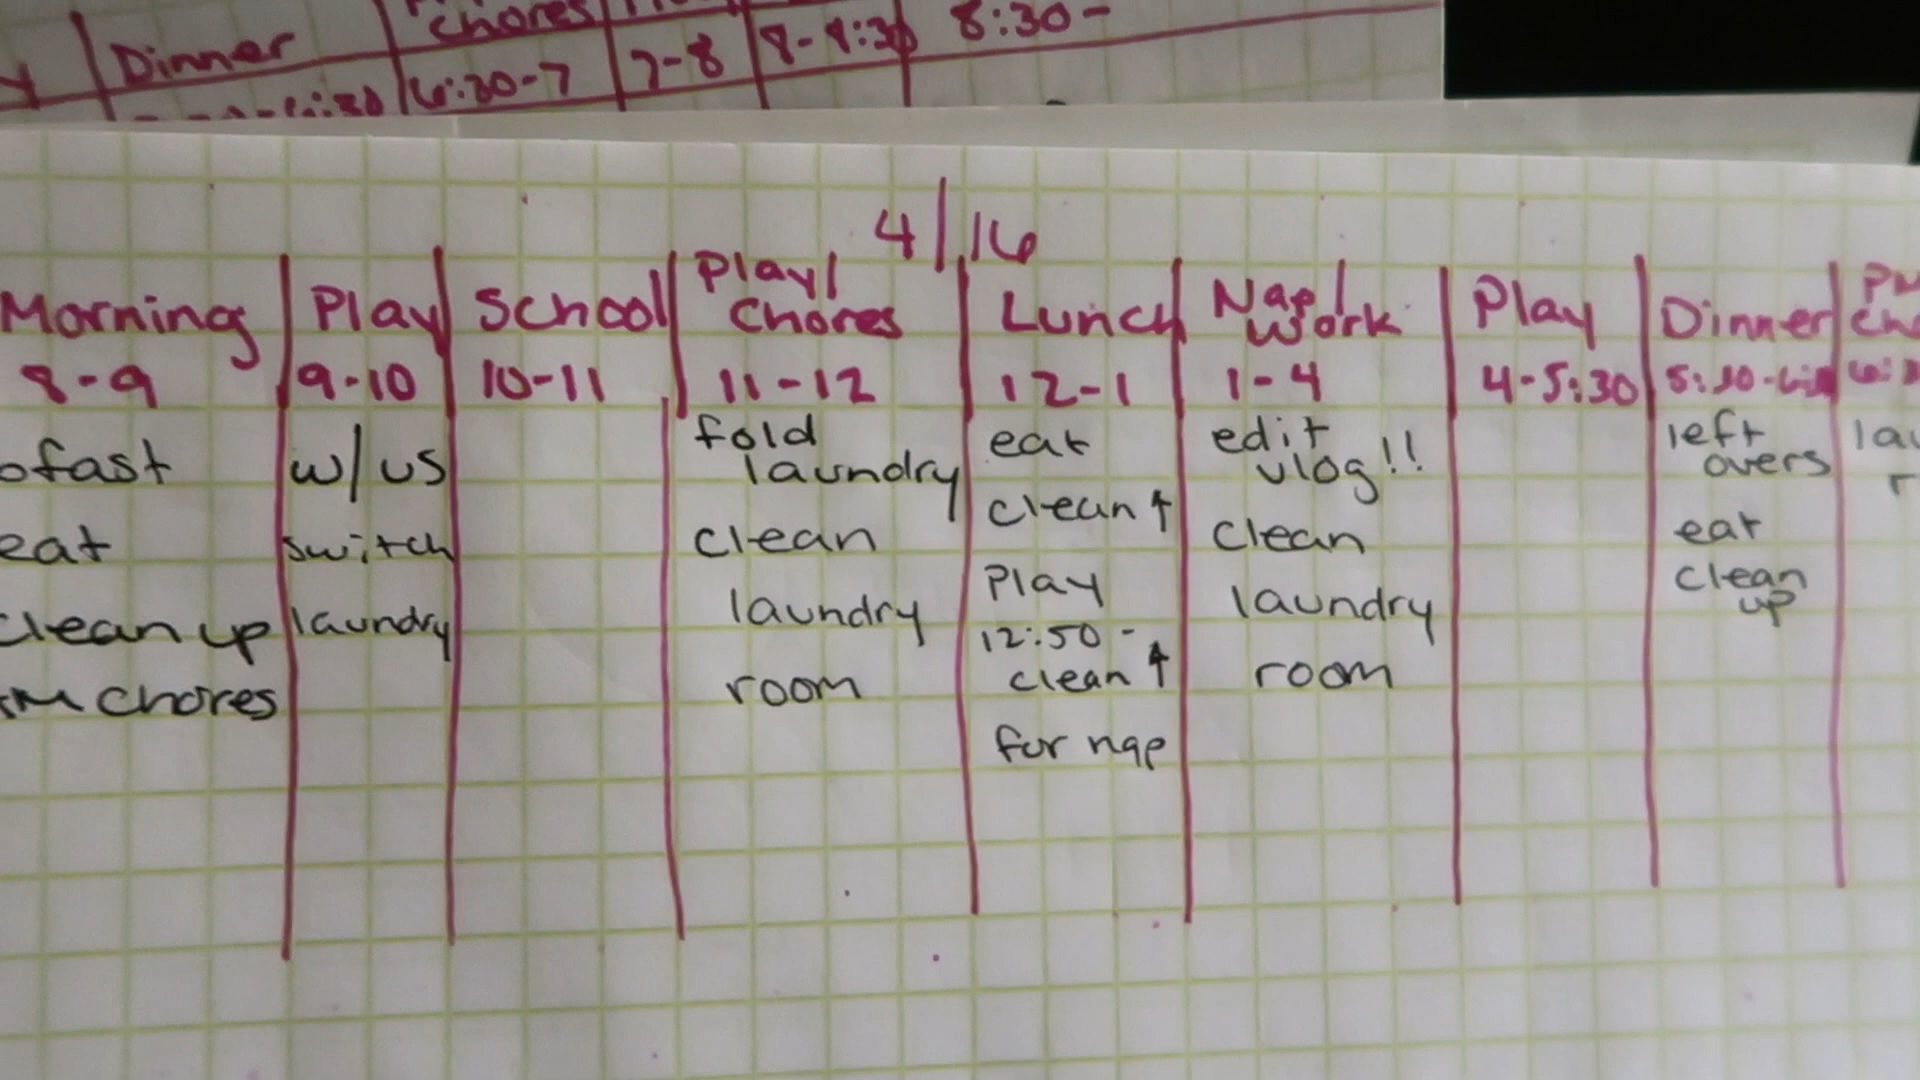 Dinner
chores
6:30-7
7-8
8-8:30
8:30-
4/16
Morning
8-9
eat
clean up
chores
Play
9-10
w/us
switch
laundry
School
10-11
Play/
Chores
11-12
fold
laundry
clean
laundry
room
Lunch
12-1
eat
clean ↑
Play
12:50-
clean ↑
for nap
Nap/
Work
1-4
edit
vlog!!
clean
laundry
room
Play
4-5:30
Dinner
left
overs
eat
clean
up